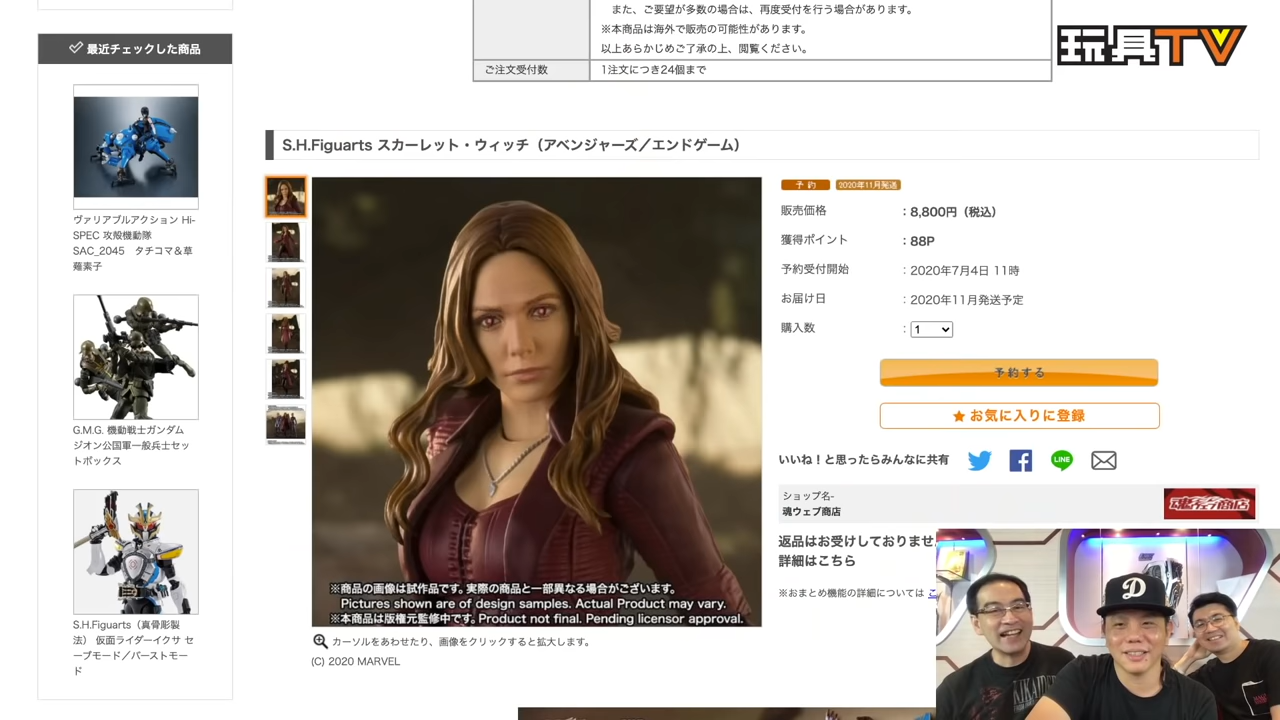 また、ご要望が多数の場合は、再度受付を行う場合があります。
※本商品は海外で販売の可能性があります。
以上あらかじめご了承の上、閲覧ください。
ご注文受付数
1注文につき24個まで
玩具TV
最近チェックした商品
ヴァリアブルアクション Hi-
SPEC 攻殻機動隊
SAC_2045　タチコマ＆草
薙素子
G.M.G. 機動戦士ガンダム
ジオン公国軍一般兵士セッ
トボックス
S.H.Figuarts（真骨彫製
法） 仮面ライダーイクサ セ
ーブモード／バーストモー
ド
S.H.Figuarts スカーレット・ウィッチ（アベンジャーズ／エンドゲーム）
※商品の画像は試作品です。実際の商品と一部異なる場合がございます。
Pictures shown are of design samples. Actual Product may vary.
※本商品は版権元監修中です。Product not final. Pending licensor approval.
カーソルをあわせたり、画像をクリックすると拡大します。
(C) 2020 MARVEL
予約
2020年11月発送
販売価格
：8,800円（税込）
獲得ポイント
：88P
予約受付開始
：2020年7月4日 11時
お届け日
：2020年11月発送予定
購入数
：
1
予約する
★お気に入りに登録
いいね！と思ったらみんなに共有
LINE
ショップ名-
魂ウェブ商店
魂ウェブ商店
返品はお受けしておりませ
詳細はこちら
※おまとめ機能の詳細については こ
D
KIKAIDER